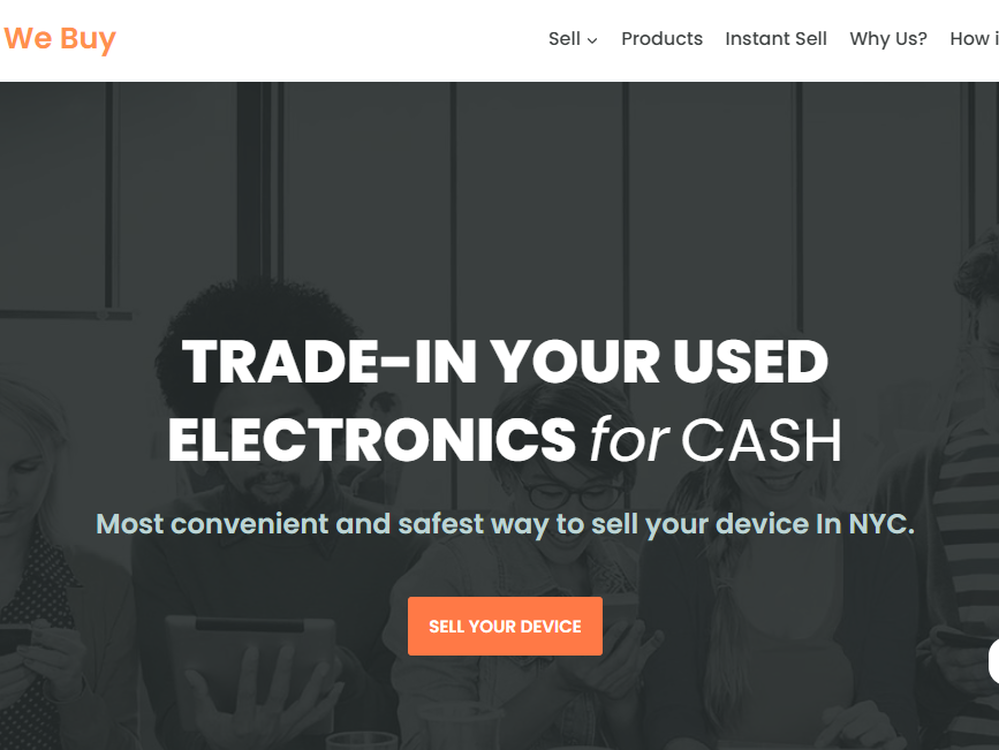 We Buy
Sell Products Instant Sell Why Us? How i
TRADE-IN YOUR USED
ELECTRONICS for CASH
Most convenient and safest way to sell your device In NYC.
SELL YOUR DEVICE